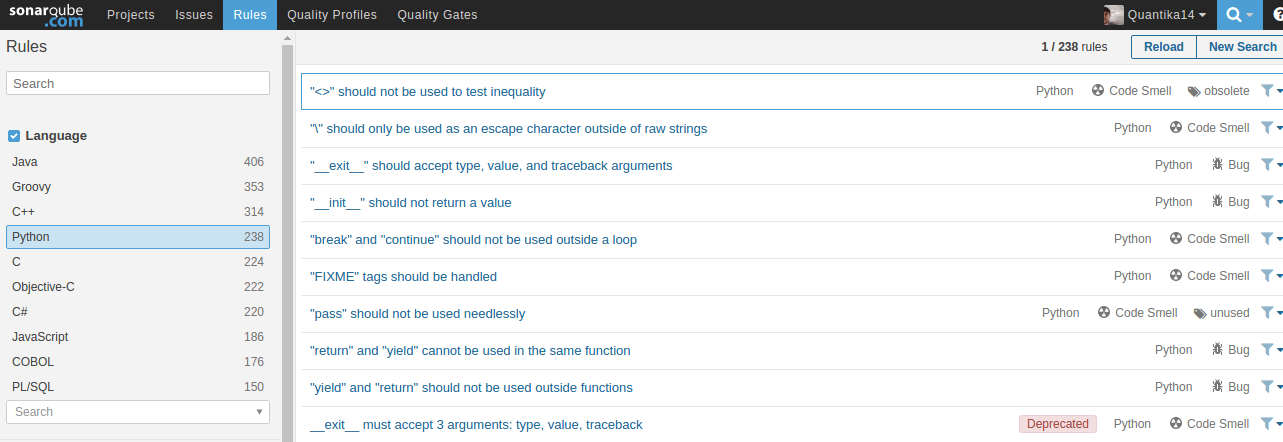 sonarqube .com Projects Issues Rules Quality Profiles Quality Gates Quantika14 ?
Rules
1 / 238 rules Reload New Search
Search
"<>" should not be used to test inequality Python Code Smell obsolete
"\" should only be used as an escape character outside of raw strings Python Code Smell
Language
Java 406
"__exit__" should accept type, value, and traceback arguments Python Bug
Groovy 353
"__init__" should not return a value Python Bug
C++ 314
Python 238
"break" and "continue" should not be used outside a loop Python Code Smell
C 224
"FIXME" tags should be handled Python Code Smell
Objective-C 222
C# 220
"pass" should not be used needlessly Python Code Smell unused
JavaScript 186
"return" and "yield" cannot be used in the same function Python Bug
COBOL 176
PL/SQL 150
"yield" and "return" should not be used outside functions Python Bug
Search
__exit__ must accept 3 arguments: type, value, traceback Deprecated Python Code Smell